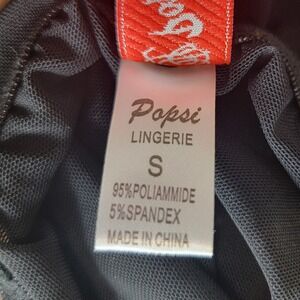 Popsi
LINGERIE
S
95%POLIAMMIDE
5%SPANDEX
MADE IN CHINA